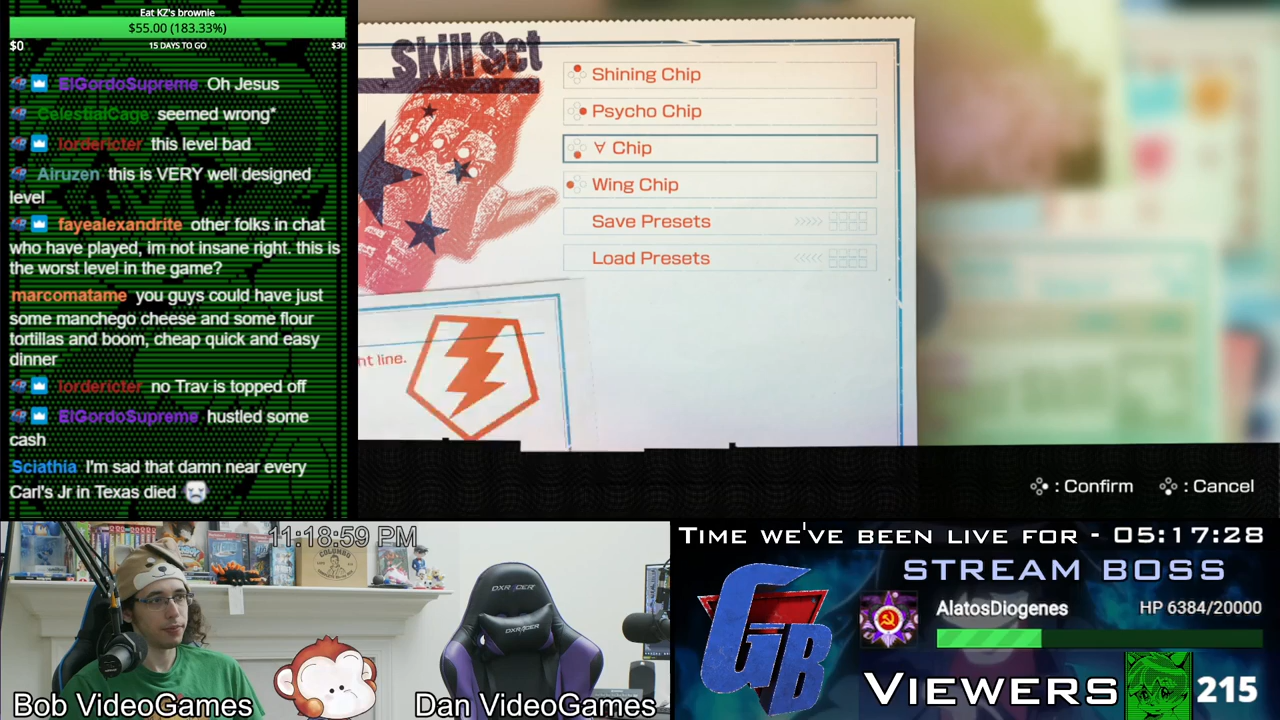 Eat KZ's brownie
$55.00 (183.33%)
$0 15 DAYS TO GO $30
ElGordoSupreme Oh Jesus
CelestialCage seemed wrong*
lordericter this level bad
Airuzen this is VERY well designed
level
fayealexandrite other folks in chat
who have played, im not insane right. this is
the worst level in the game?
marcomatame you guys could have just
some manchego cheese and some flour
tortillas and boom, cheap quick and easy
dinner
lordericter no Trav is topped off
ElGordoSupreme hustled some
cash
Sciathia I'm sad that damn near every
Carl's Jr in Texas died
Skill Set
Shining Chip
Psycho Chip
∀ Chip
Wing Chip
Save Presets >>>>>
Load Presets <<<<<
ht line.
: Confirm : Cancel
11:18:59 PM
COLUMBO
DXRACER
DXRACER
Bob VideoGames
Dan VideoGames
Time we've been live for - 05:17:28
STREAM BOSS
AlatosDiogenes HP 6384/20000
GGB
Viewers 215